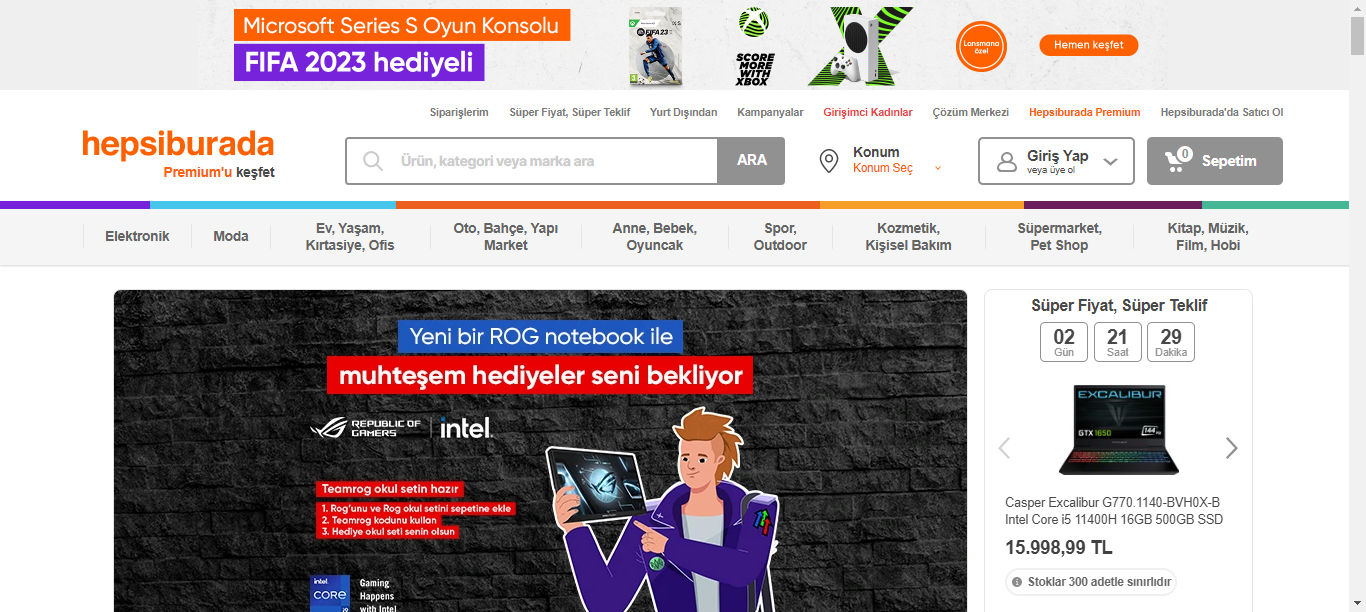 Microsoft Series S Oyun Konsolu
FIFA 2023 hediyeli
FIFA 23
SCORE
MORE
WITH
XBOX
Lansmana
özel
Hemen keşfet
Siparişlerim
Süper Fiyat, Süper Teklif
Yurt Dışından
Kampanyalar
Girişimci Kadınlar
Çözüm Merkezi
Hepsiburada Premium
Hepsiburada'da Satıcı Ol
hepsiburada
Premium'u keşfet
Ürün, kategori veya marka ara
ARA
Konum
Konum Seç
Giriş Yap
veya üye ol
0
Sepetim
Elektronik
Moda
Ev, Yaşam,
Kırtasiye, Ofis
Oto, Bahçe, Yapı
Market
Anne, Bebek,
Oyuncak
Spor,
Outdoor
Kozmetik,
Kişisel Bakım
Süpermarket,
Pet Shop
Kitap, Müzik,
Film, Hobi
Yeni bir ROG notebook ile
muhteşem hediyeler seni bekliyor
REPUBLIC OF
GAMERS
intel.
Teamrog okul setin hazır
1. Rog'unu ve Rog okul setini sepetine ekle
2. Teamrog kodunu kullan
3. Hediye okul seti senin olsun
intel
CORE
i9
Gaming
Happens
with Intel
Süper Fiyat, Süper Teklif
02
Gün
21
Saat
29
Dakika
EXCALIBUR
GTX 1650
144Hz
Casper Excalibur G770.1140-BVH0X-B
Intel Core i5 11400H 16GB 500GB SSD
15.998,99 TL
Stoklar 300 adetle sınırlıdır